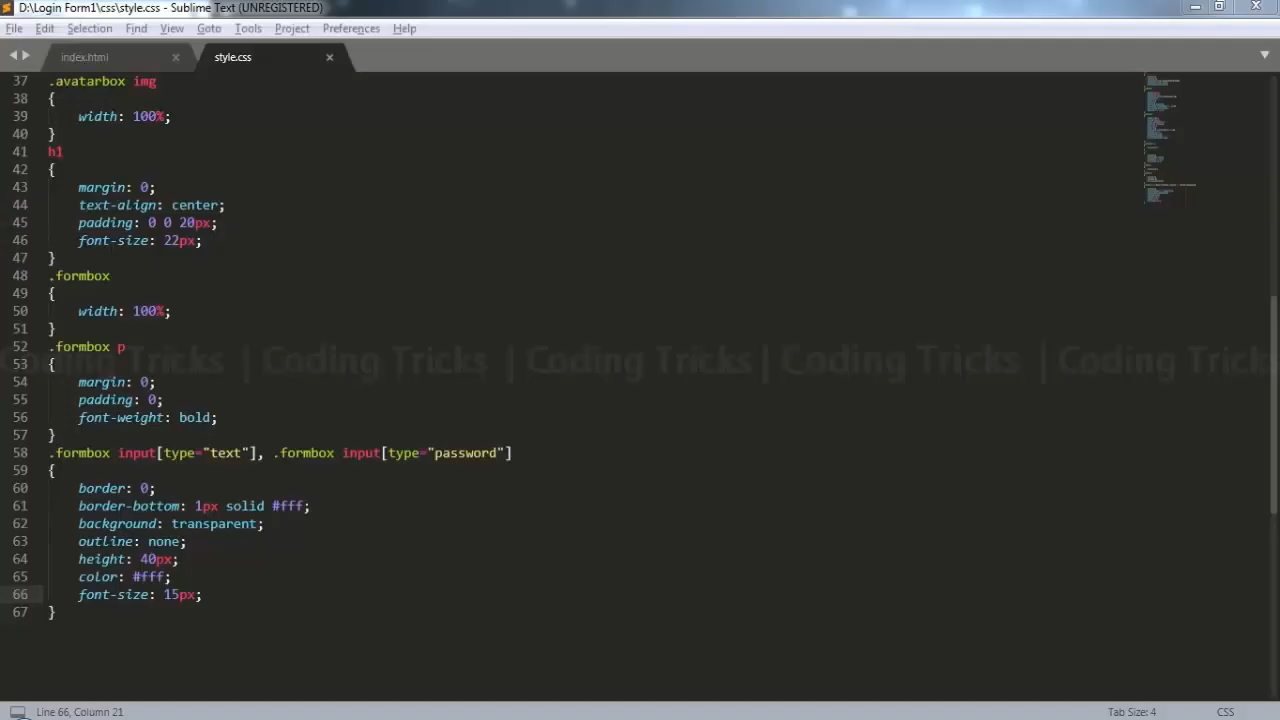 D:\Login Form1\css\style.css - Sublime Text (UNREGISTERED)
File Edit Selection Find View Goto Tools Project Preferences Help
index.html × style.css ×
37 .avatarbox img
38 {
39 width: 100%;
40 }
41 h1
42 {
43 margin: 0;
44 text-align: center;
45 padding: 0 0 20px;
46 font-size: 22px;
47 }
48 .formbox
49 {
50 width: 100%;
51 }
52 .formbox p
Coding Tricks | Coding Tricks | Coding Tricks | Coding Tricks | Coding Tricks
53 {
54 margin: 0;
55 padding: 0;
56 font-weight: bold;
57 }
58 .formbox input[type="text"], .formbox input[type="password"]
59 {
60 border: 0;
61 border-bottom: 1px solid #fff;
62 background: transparent;
63 outline: none;
64 height: 40px;
65 color: #fff;
66 font-size: 15px;
67 }
Line 66, Column 21 Tab Size: 4 CSS